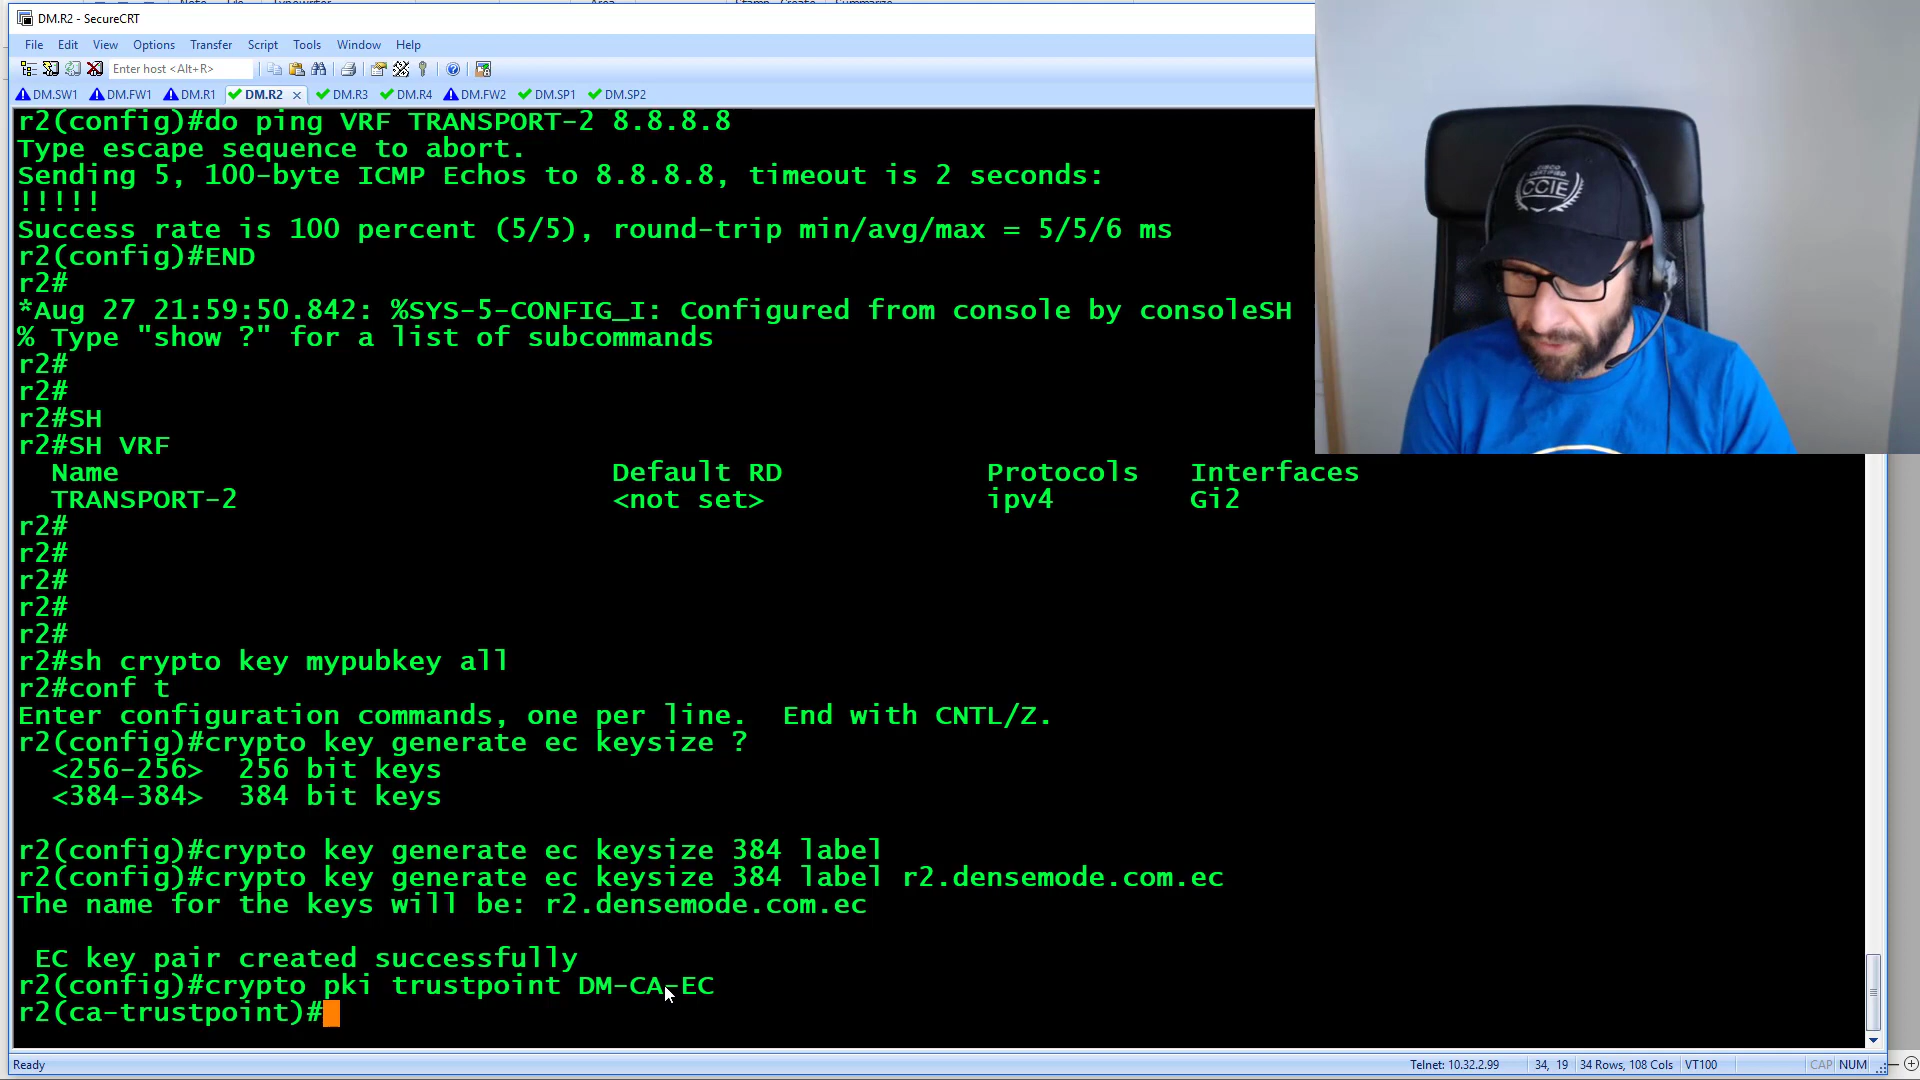 DM.R2 - SecureCRT
File Edit View Options Transfer Script Tools Window Help
Enter host <Alt+R>
DM.SW1 DM.FW1 DM.R1 DM.R2 DM.R3 DM.R4 DM.FW2 DM.SP1 DM.SP2
r2(config)#do ping VRF TRANSPORT-2 8.8.8.8
Type escape sequence to abort.
Sending 5, 100-byte ICMP Echos to 8.8.8.8, timeout is 2 seconds:
!!!!!
Success rate is 100 percent (5/5), round-trip min/avg/max = 5/5/6 ms
r2(config)#END
r2#
*Aug 27 21:59:50.842: %SYS-5-CONFIG_I: Configured from console by consoleSH
% Type "show ?" for a list of subcommands
r2#
r2#
r2#SH
r2#SH VRF
Name Default RD Protocols Interfaces
TRANSPORT-2 <not set> ipv4 Gi2
r2#
r2#
r2#
r2#
r2#
r2#sh crypto key mypubkey all
r2#conf t
Enter configuration commands, one per line. End with CNTL/Z.
r2(config)#crypto key generate ec keysize ?
<256-256> 256 bit keys
<384-384> 384 bit keys
r2(config)#crypto key generate ec keysize 384 label
r2(config)#crypto key generate ec keysize 384 label r2.densemode.com.ec
The name for the keys will be: r2.densemode.com.ec
EC key pair created successfully
r2(config)#crypto pki trustpoint DM-CA-EC
r2(ca-trustpoint)#
Ready Telnet: 10.32.2.99 34, 19 34 Rows, 108 Cols VT100 CAP NUM
CISCO CERTIFIED
CCIE